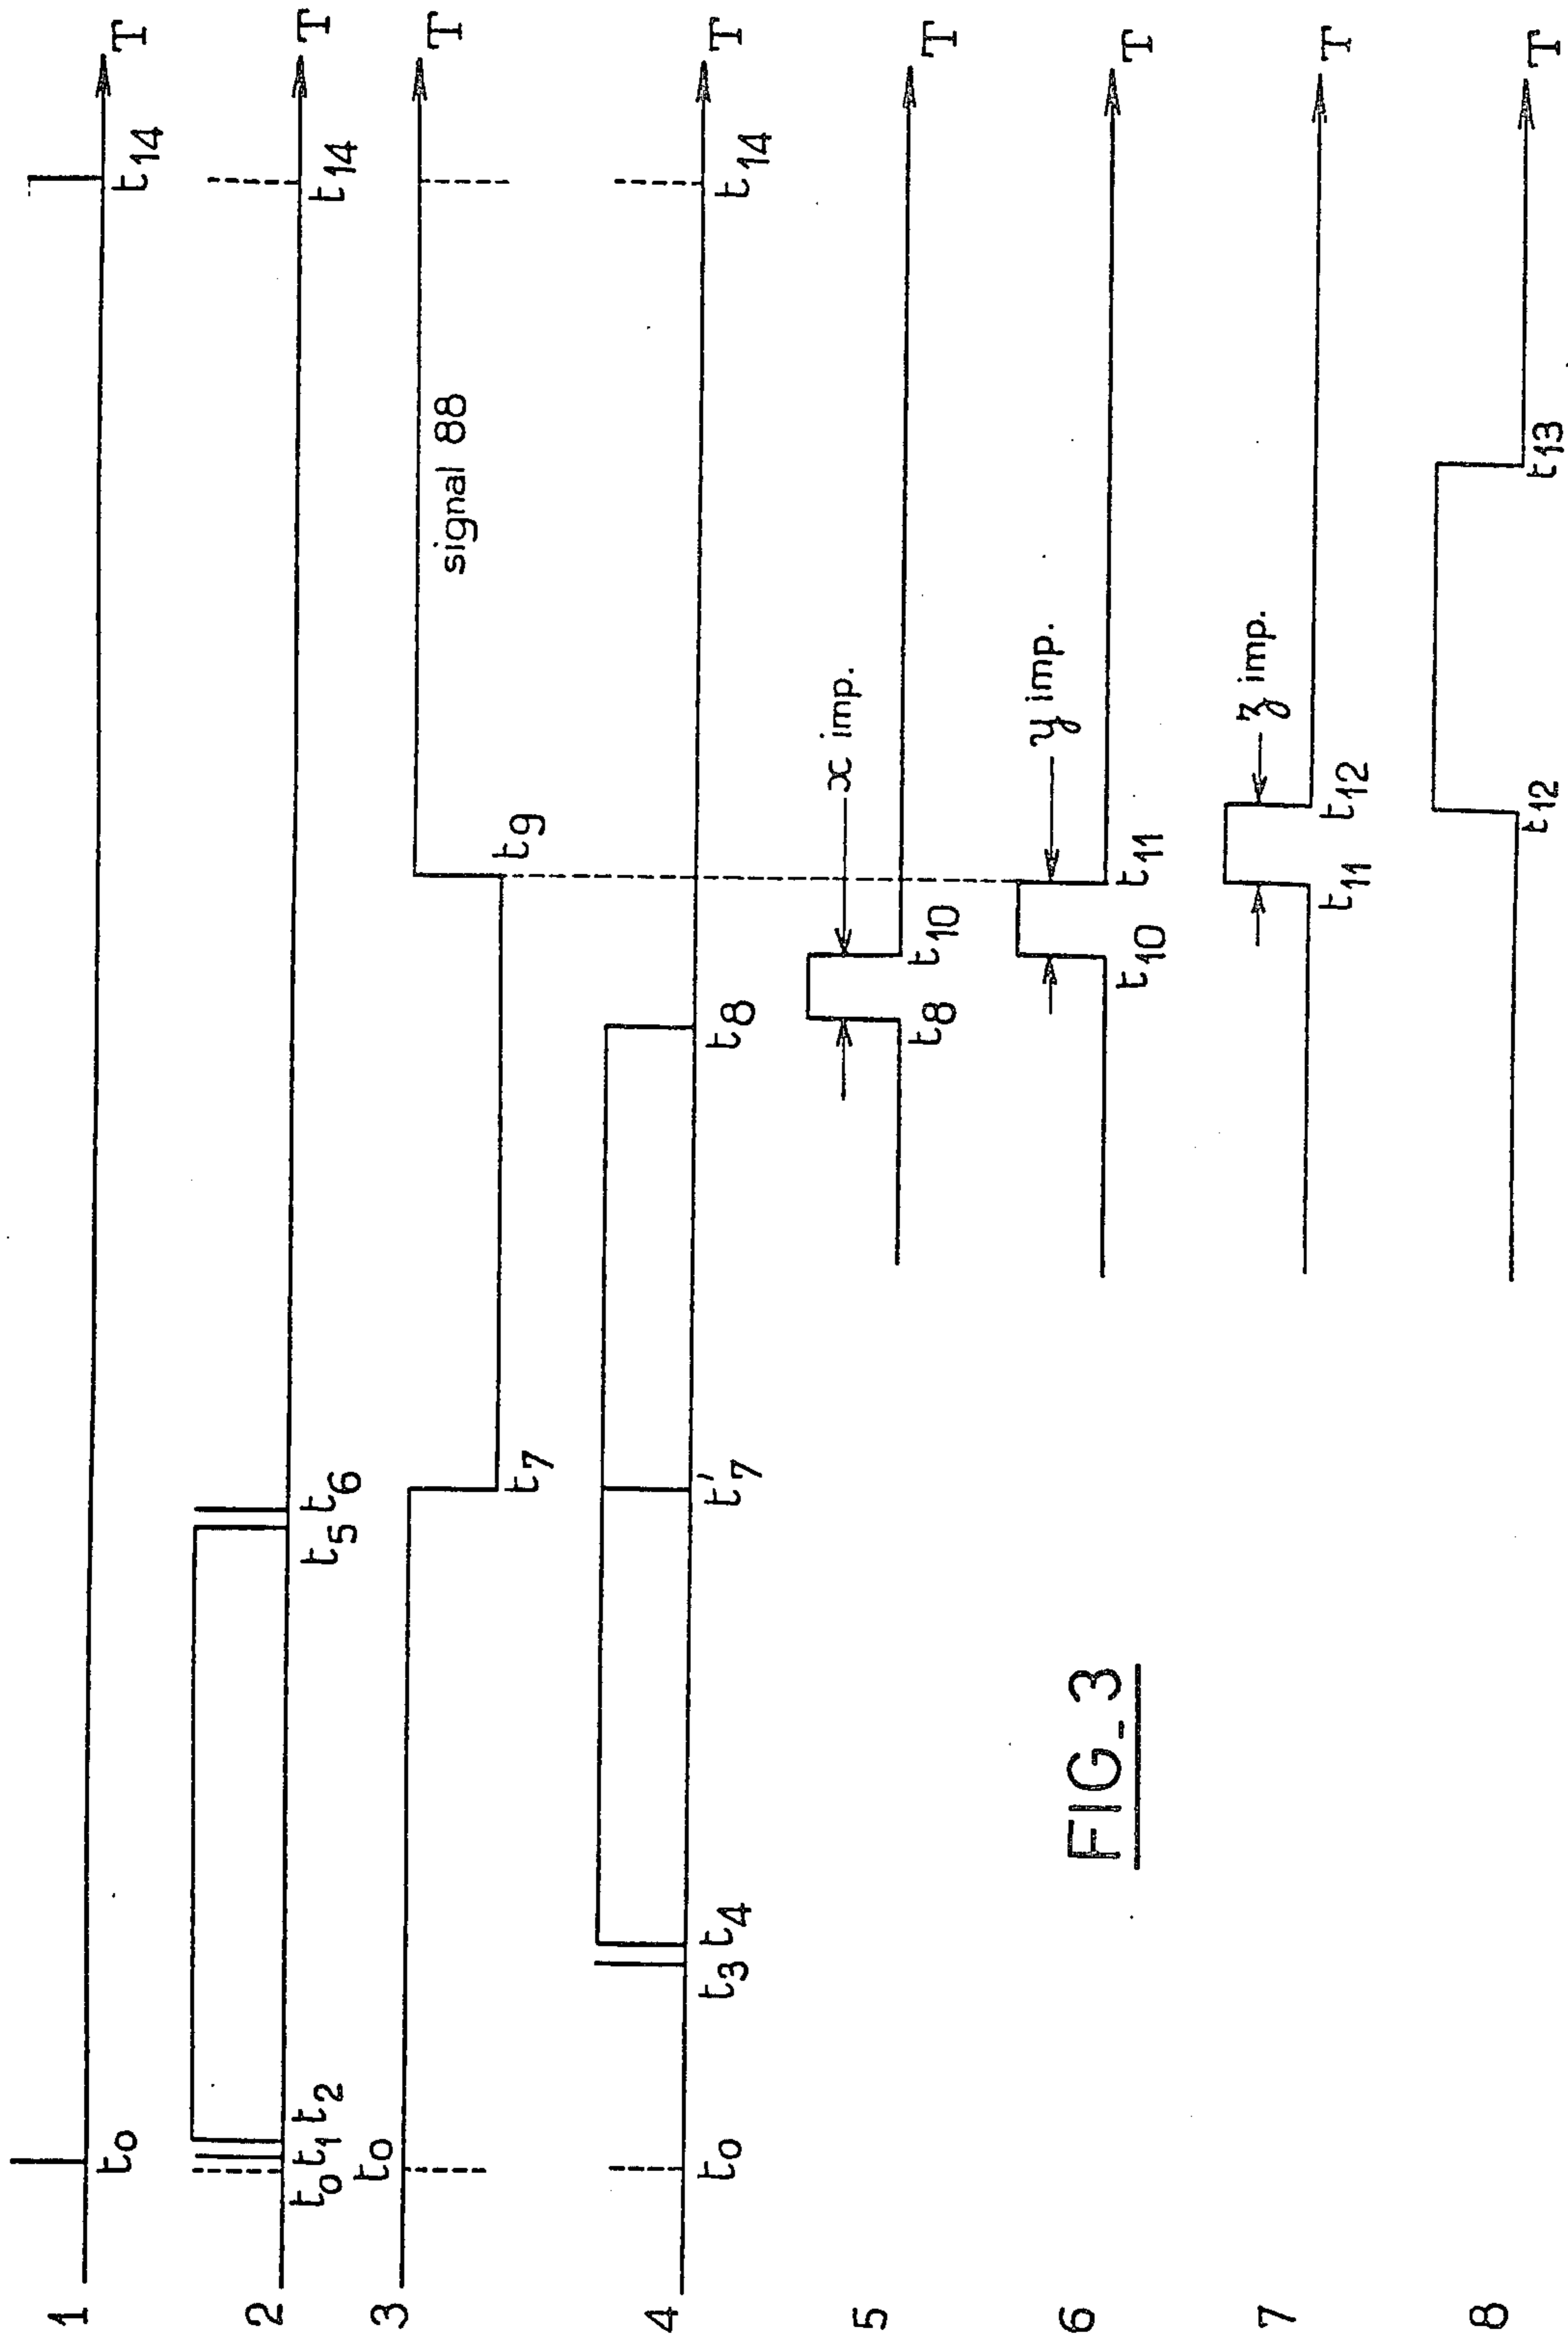 1 t0 t14 T
2 t0 t1 t2 t5 t6 t14 T
3 t0 t7 t9 signal 88 T
4 t0 t3 t4 t'7 t8 t14 T
5 t8 t10 x imp. T
6 t10 t11 y imp. T
7 t11 t12 z imp. T
8 t12 t13 T
FIG_3